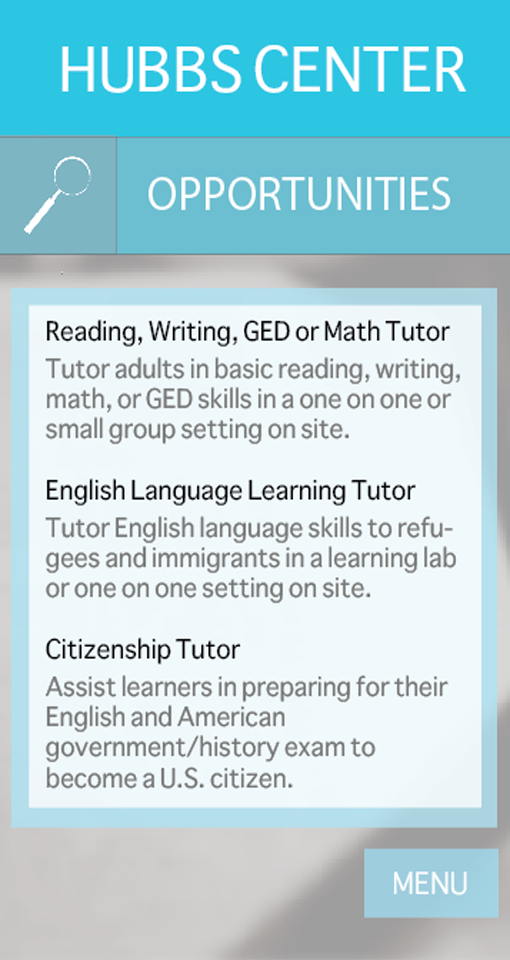 HUBBS CENTER
OPPORTUNITIES
Reading, Writing, GED or Math Tutor
Tutor adults in basic reading, writing,
math, or GED skills in a one on one or
small group setting on site.
English Language Learning Tutor
Tutor English language skills to refu-
gees and immigrants in a learning lab
or one on one setting on site.
Citizenship Tutor
Assist learners in preparing for their
English and American
government/history exam to
become a U.S. citizen.
MENU